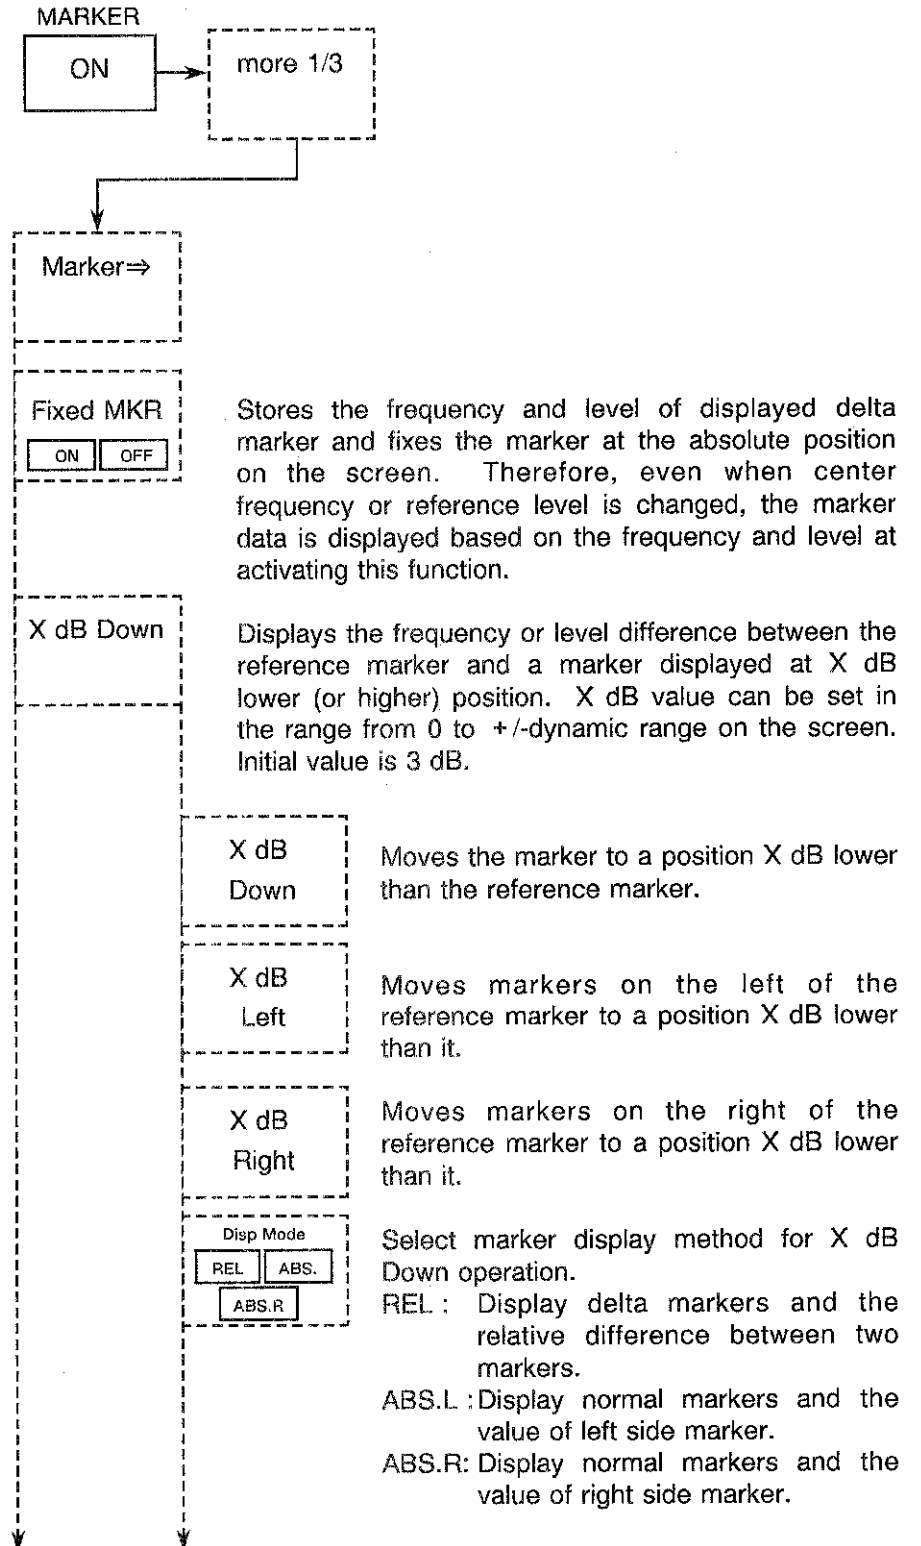 MARKER
ON
more 1/3
Marker⇒
Fixed MKR
ON OFF
Stores the frequency and level of displayed delta
marker and fixes the marker at the absolute position
on the screen. Therefore, even when center
frequency or reference level is changed, the marker
data is displayed based on the frequency and level at
activating this function.
X dB Down
Displays the frequency or level difference between the
reference marker and a marker displayed at X dB
lower (or higher) position. X dB value can be set in
the range from 0 to +/-dynamic range on the screen.
Initial value is 3 dB.
X dB
Down
Moves the marker to a position X dB lower
than the reference marker.
X dB
Left
Moves markers on the left of the
reference marker to a position X dB lower
than it.
X dB
Right
Moves markers on the right of the
reference marker to a position X dB lower
than it.
Disp Mode
REL ABS.
ABS.R
Select marker display method for X dB
Down operation.
REL : Display delta markers and the
relative difference between two
markers.
ABS.L : Display normal markers and the
value of left side marker.
ABS.R: Display normal markers and the
value of right side marker.